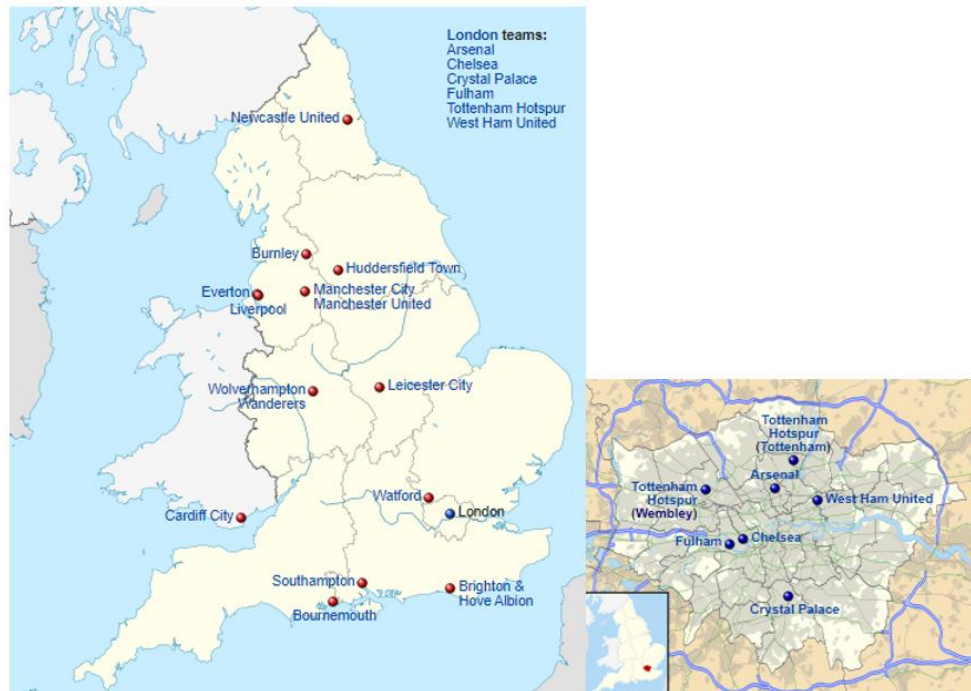 London teams:
Arsenal
Chelsea
Crystal Palace
Fulham
Tottenham Hotspur
West Ham United
Newcastle United
Burnley
Huddersfield Town
Everton
Liverpool
Manchester City
Manchester United
Wolverhampton
Wanderers
Leicester City
Watford
London
Cardiff City
Southampton
Bournemouth
Brighton &
Hove Albion
Tottenham
Hotspur
(Tottenham)
Arsenal
Tottenham
Hotspur
(Wembley)
West Ham United
Fulham
Chelsea
Crystal Palace